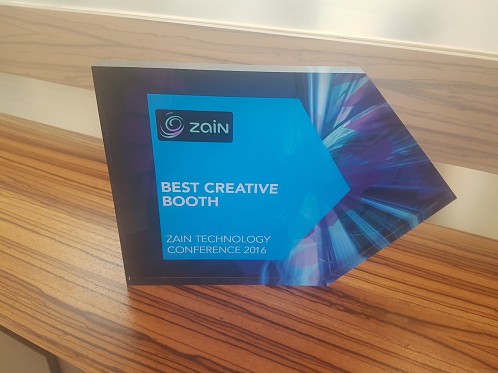 zain
BEST CREATIVE
BOOTH
ZAIN TECHNOLOGY
CONFERENCE 2016